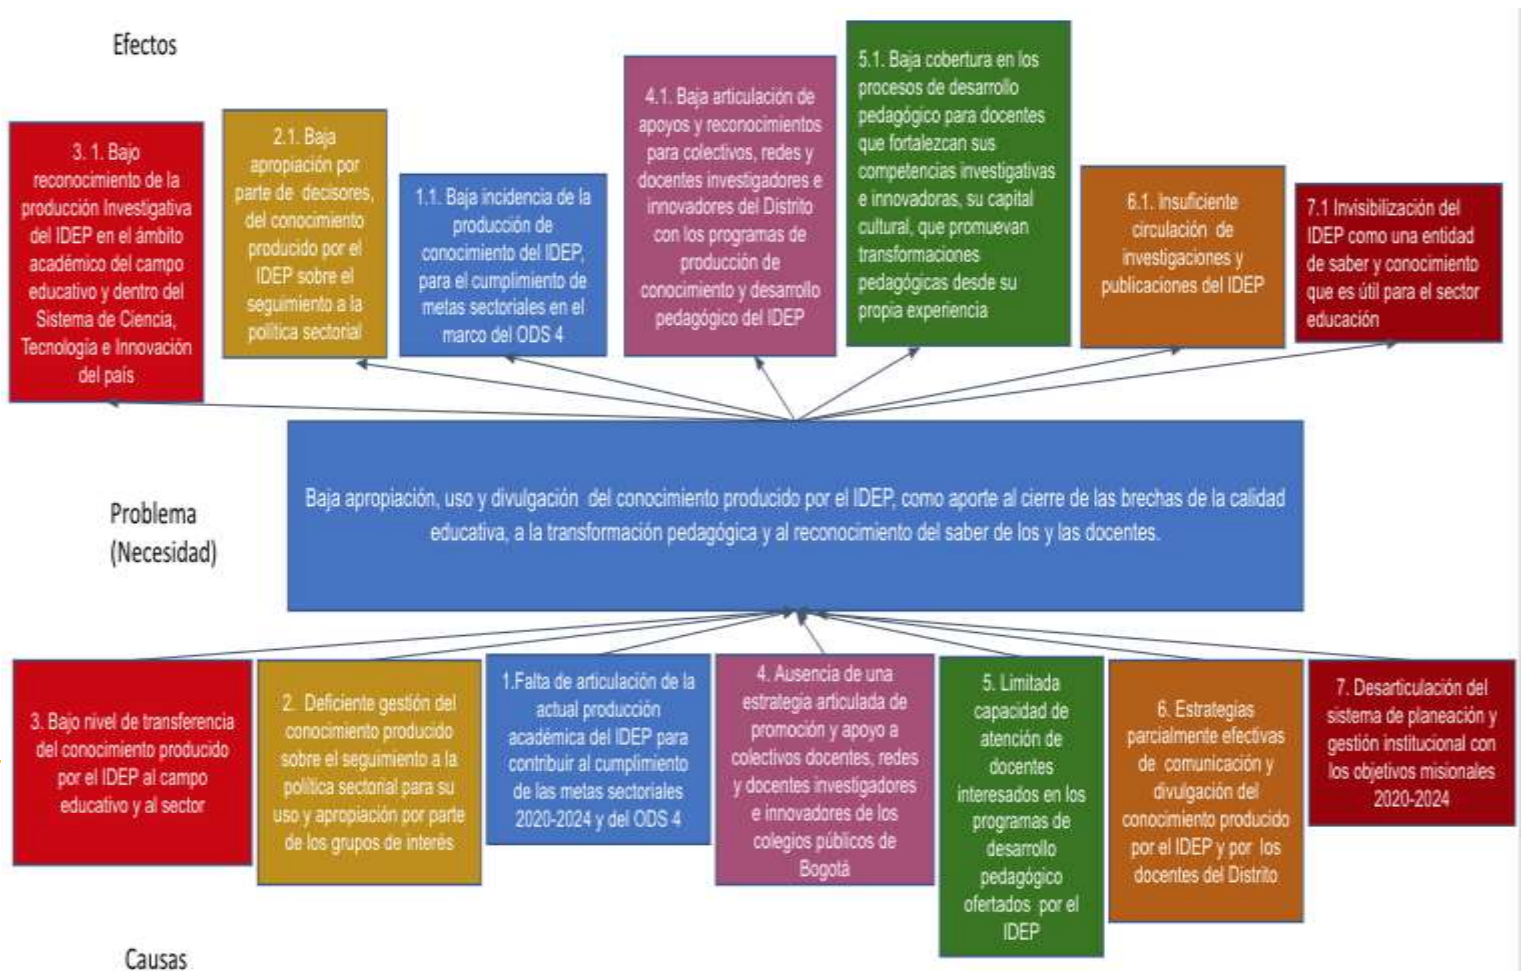 Efectos
3. 1. Bajo
reconocimiento de la
producción Investigativa
del IDEP en el ámbito
académico del campo
educativo y dentro del
Sistema de Ciencia,
Tecnología e Innovación
del país
2.1. Baja
apropiación por
parte de decisores,
del conocimiento
producido por el
IDEP sobre el
seguimiento a la
política sectorial
1.1. Baja incidencia de la
producción de
conocimiento del IDEP,
para el cumplimiento de
metas sectoriales en el
marco del ODS 4
4.1. Baja articulación de
apoyos y reconocimientos
para colectivos, redes y
docentes investigadores e
innovadores del Distrito
con los programas de
producción de
conocimiento y desarrollo
pedagógico del IDEP
5.1. Baja cobertura en los
procesos de desarrollo
pedagógico para docentes
que fortalezcan sus
competencias investigativas
e innovadoras, su capital
cultural, que promuevan
transformaciones
pedagógicas desde su
propia experiencia
6.1. Insuficiente
circulación de
investigaciones y
publicaciones del IDEP
7.1 Invisibilización del
IDEP como una entidad
de saber y conocimiento
que es útil para el sector
educación
Problema
(Necesidad)
Baja apropiación, uso y divulgación del conocimiento producido por el IDEP, como aporte al cierre de las brechas de la calidad
educativa, a la transformación pedagógica y al reconocimiento del saber de los y las docentes.
3. Bajo nivel de transferencia
del conocimiento producido
por el IDEP al campo
educativo y al sector
2. Deficiente gestión del
conocimiento producido
sobre el seguimiento a la
política sectorial para su
uso y apropiación por parte
de los grupos de interés
1.Falta de articulación de la
actual producción
académica del IDEP para
contribuir al cumplimiento
de las metas sectoriales
2020-2024 y del ODS 4
4. Ausencia de una
estrategia articulada de
promoción y apoyo a
colectivos docentes, redes
y docentes investigadores
e innovadores de los
colegios públicos de
Bogotá
5. Limitada
capacidad de
atención de
docentes
interesados en los
programas de
desarrollo
pedagógico
ofertados por el
IDEP
6. Estrategias
parcialmente efectivas
de comunicación y
divulgación del
conocimiento producido
por el IDEP y por los
docentes del Distrito
7. Desarticulación del
sistema de planeación y
gestión institucional con
los objetivos misionales
2020-2024
Causas